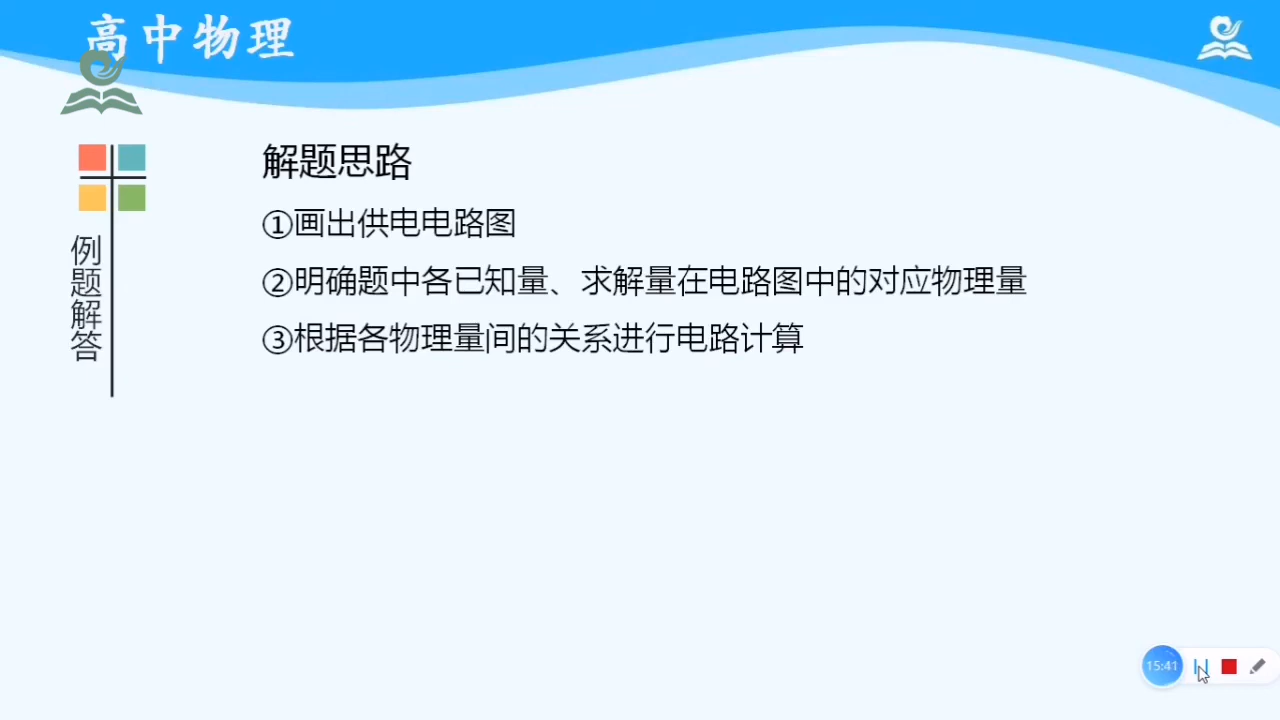 高中物理
例题解答
解题思路
①画出供电电路图
②明确题中各已知量、求解量在电路图中的对应物理量
③根据各物理量间的关系进行电路计算
15:41